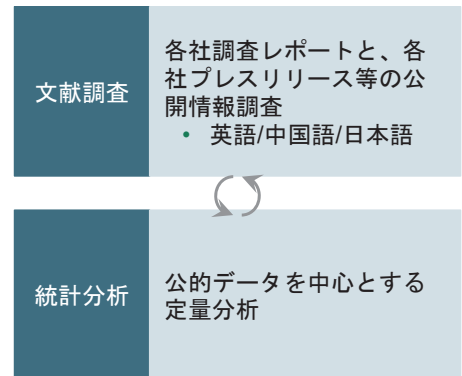 文献調査
各社調査レポートと、各
社プレスリリース等の公
開情報調査
• 英語/中国語/日本語
統計分析
公的データを中心とする
定量分析